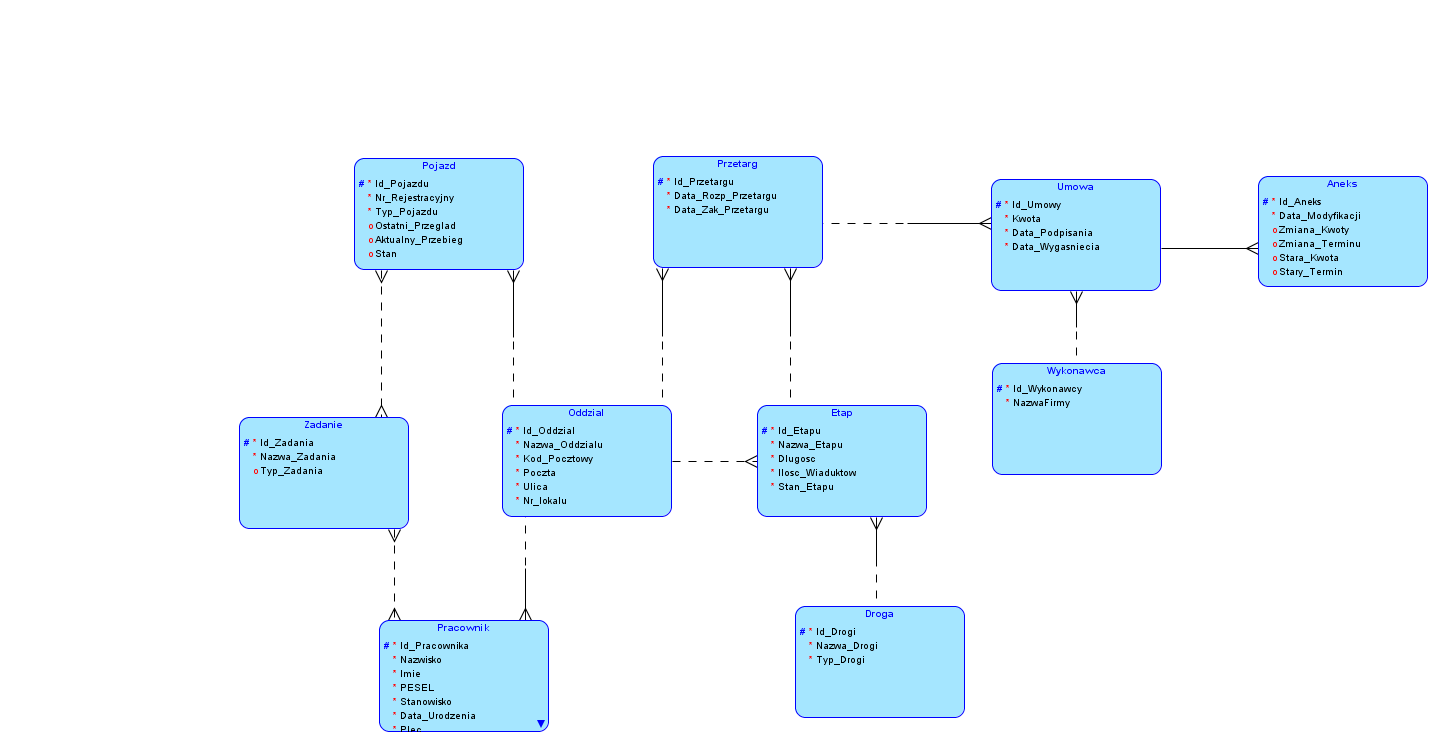 Pojazd
# * Id_Pojazdu
* Nr_Rejestracyjny
* Typ_Pojazdu
o Ostatni_Przeglad
o Aktualny_Przebieg
o Stan
Przetarg
# * Id_Przetargu
* Data_Rozp_Przetargu
* Data_Zak_Przetargu
Umowa
# * Id_Umowy
* Kwota
* Data_Podpisania
* Data_Wygasniecia
Aneks
# * Id_Aneks
* Data_Modyfikacji
o Zmiana_Kwoty
o Zmiana_Terminu
o Stara_Kwota
o Stary_Termin
Wykonawca
# * Id_Wykonawcy
* NazwaFirmy
Zadanie
# * Id_Zadania
* Nazwa_Zadania
o Typ_Zadania
Oddzial
# * Id_Oddzial
* Nazwa_Oddzialu
* Kod_Pocztowy
* Poczta
* Ulica
* Nr_lokalu
Etap
# * Id_Etapu
* Nazwa_Etapu
* Dlugosc
* Ilosc_Wiaduktow
* Stan_Etapu
Pracownik
# * Id_Pracownika
* Nazwisko
* Imie
* PESEL
* Stanowisko
* Data_Urodzenia
* Plec
Droga
# * Id_Drogi
* Nazwa_Drogi
* Typ_Drogi